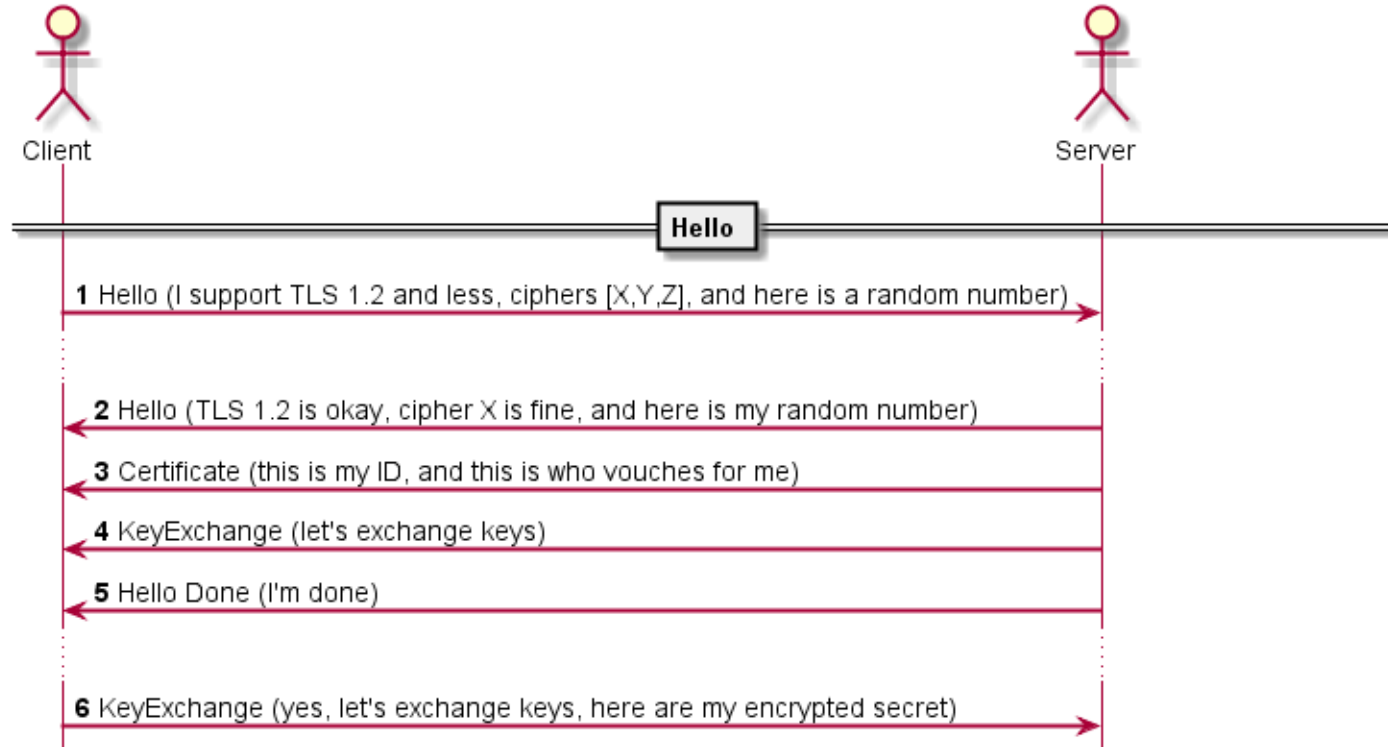 Client
Server
Hello
1 Hello (I support TLS 1.2 and less, ciphers [X,Y,Z], and here is a random number)
2 Hello (TLS 1.2 is okay, cipher X is fine, and here is my random number)
3 Certificate (this is my ID, and this is who vouches for me)
4 KeyExchange (let's exchange keys)
5 Hello Done (I'm done)
6 KeyExchange (yes, let's exchange keys, here are my encrypted secret)